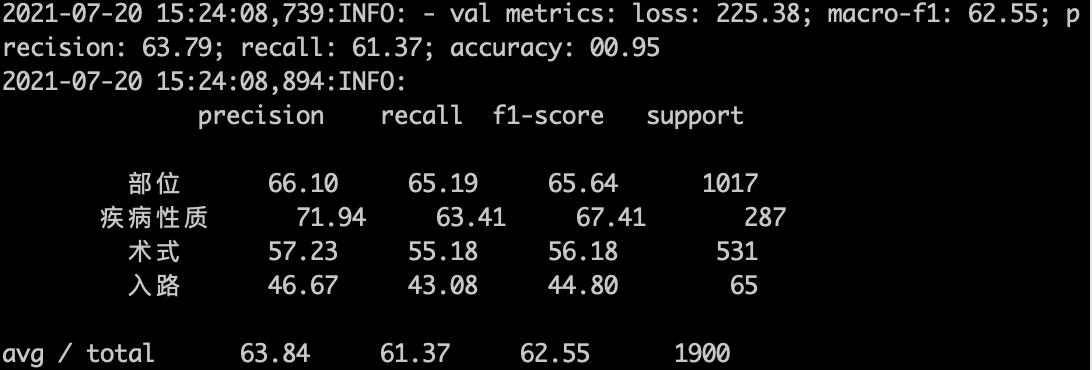 2021-07-20 15:24:08,739:INFO: - val metrics: loss: 225.38; macro-f1: 62.55; p
recision: 63.79; recall: 61.37; accuracy: 00.95
2021-07-20 15:24:08,894:INFO:
precision recall f1-score support
部位 66.10 65.19 65.64 1017
疾病性质 71.94 63.41 67.41 287
术式 57.23 55.18 56.18 531
入路 46.67 43.08 44.80 65
avg / total 63.84 61.37 62.55 1900